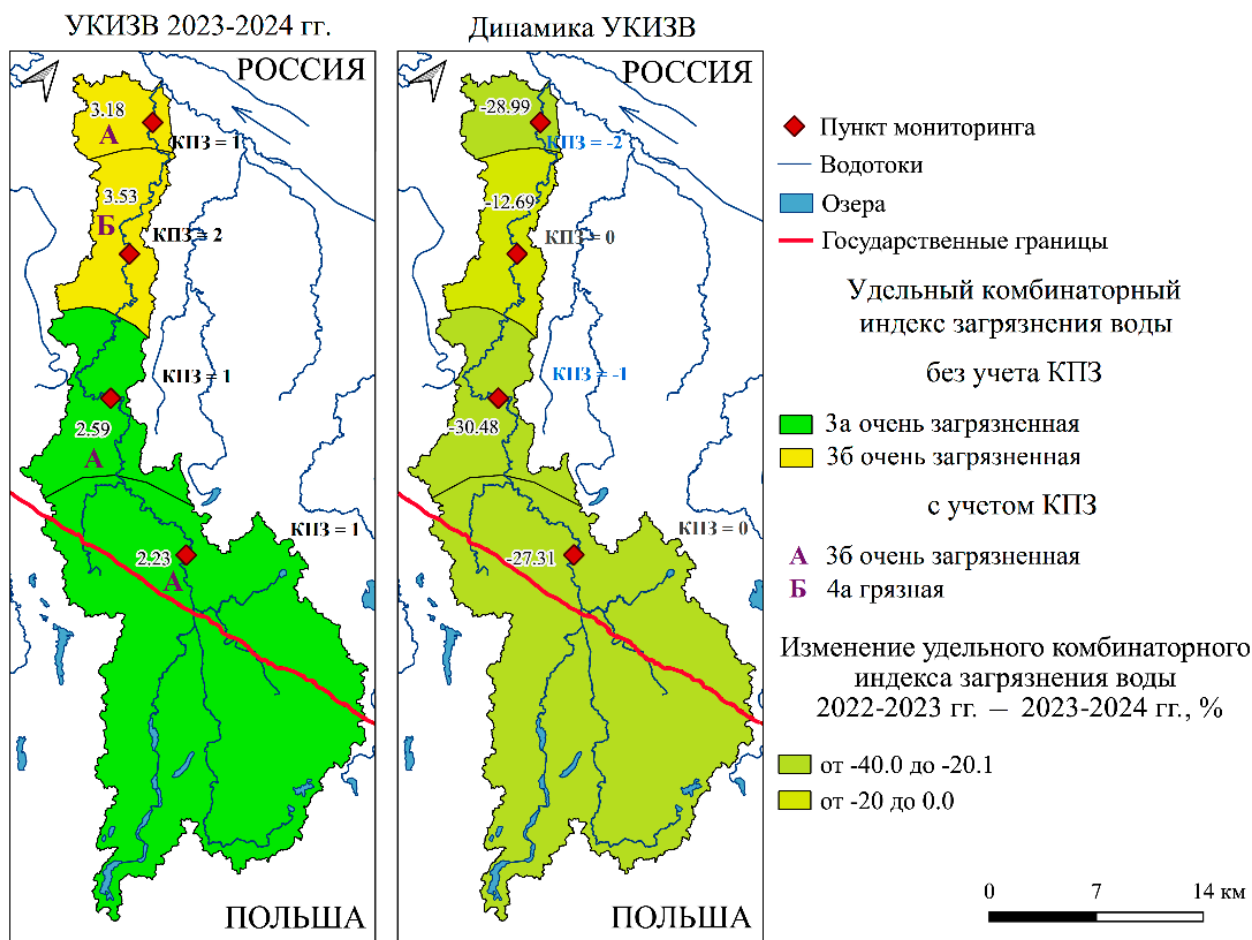 УКИЗВ 2023-2024 гг.
РОССИЯ
3.18
А
КПЗ = 1
3.53
Б
КПЗ = 2
КПЗ = 1
2.59
А
КПЗ = 1
2.23
А
ПОЛЬША
Динамика УКИЗВ
РОССИЯ
-28.99
КПЗ = -2
-12.69
КПЗ = 0
КПЗ = -1
-30.48
КПЗ = 0
-27.31
ПОЛЬША
Пункт мониторинга
Водотоки
Озера
Государственные границы
Удельный комбинаторный
индекс загрязнения воды
без учета КПЗ
3а очень загрязненная
3б очень загрязненная
с учетом КПЗ
А 3б очень загрязненная
Б 4а грязная
Изменение удельного комбинаторного
индекса загрязнения воды
2022-2023 гг. — 2023-2024 гг., %
от -40.0 до -20.1
от -20 до 0.0
0 7 14 км